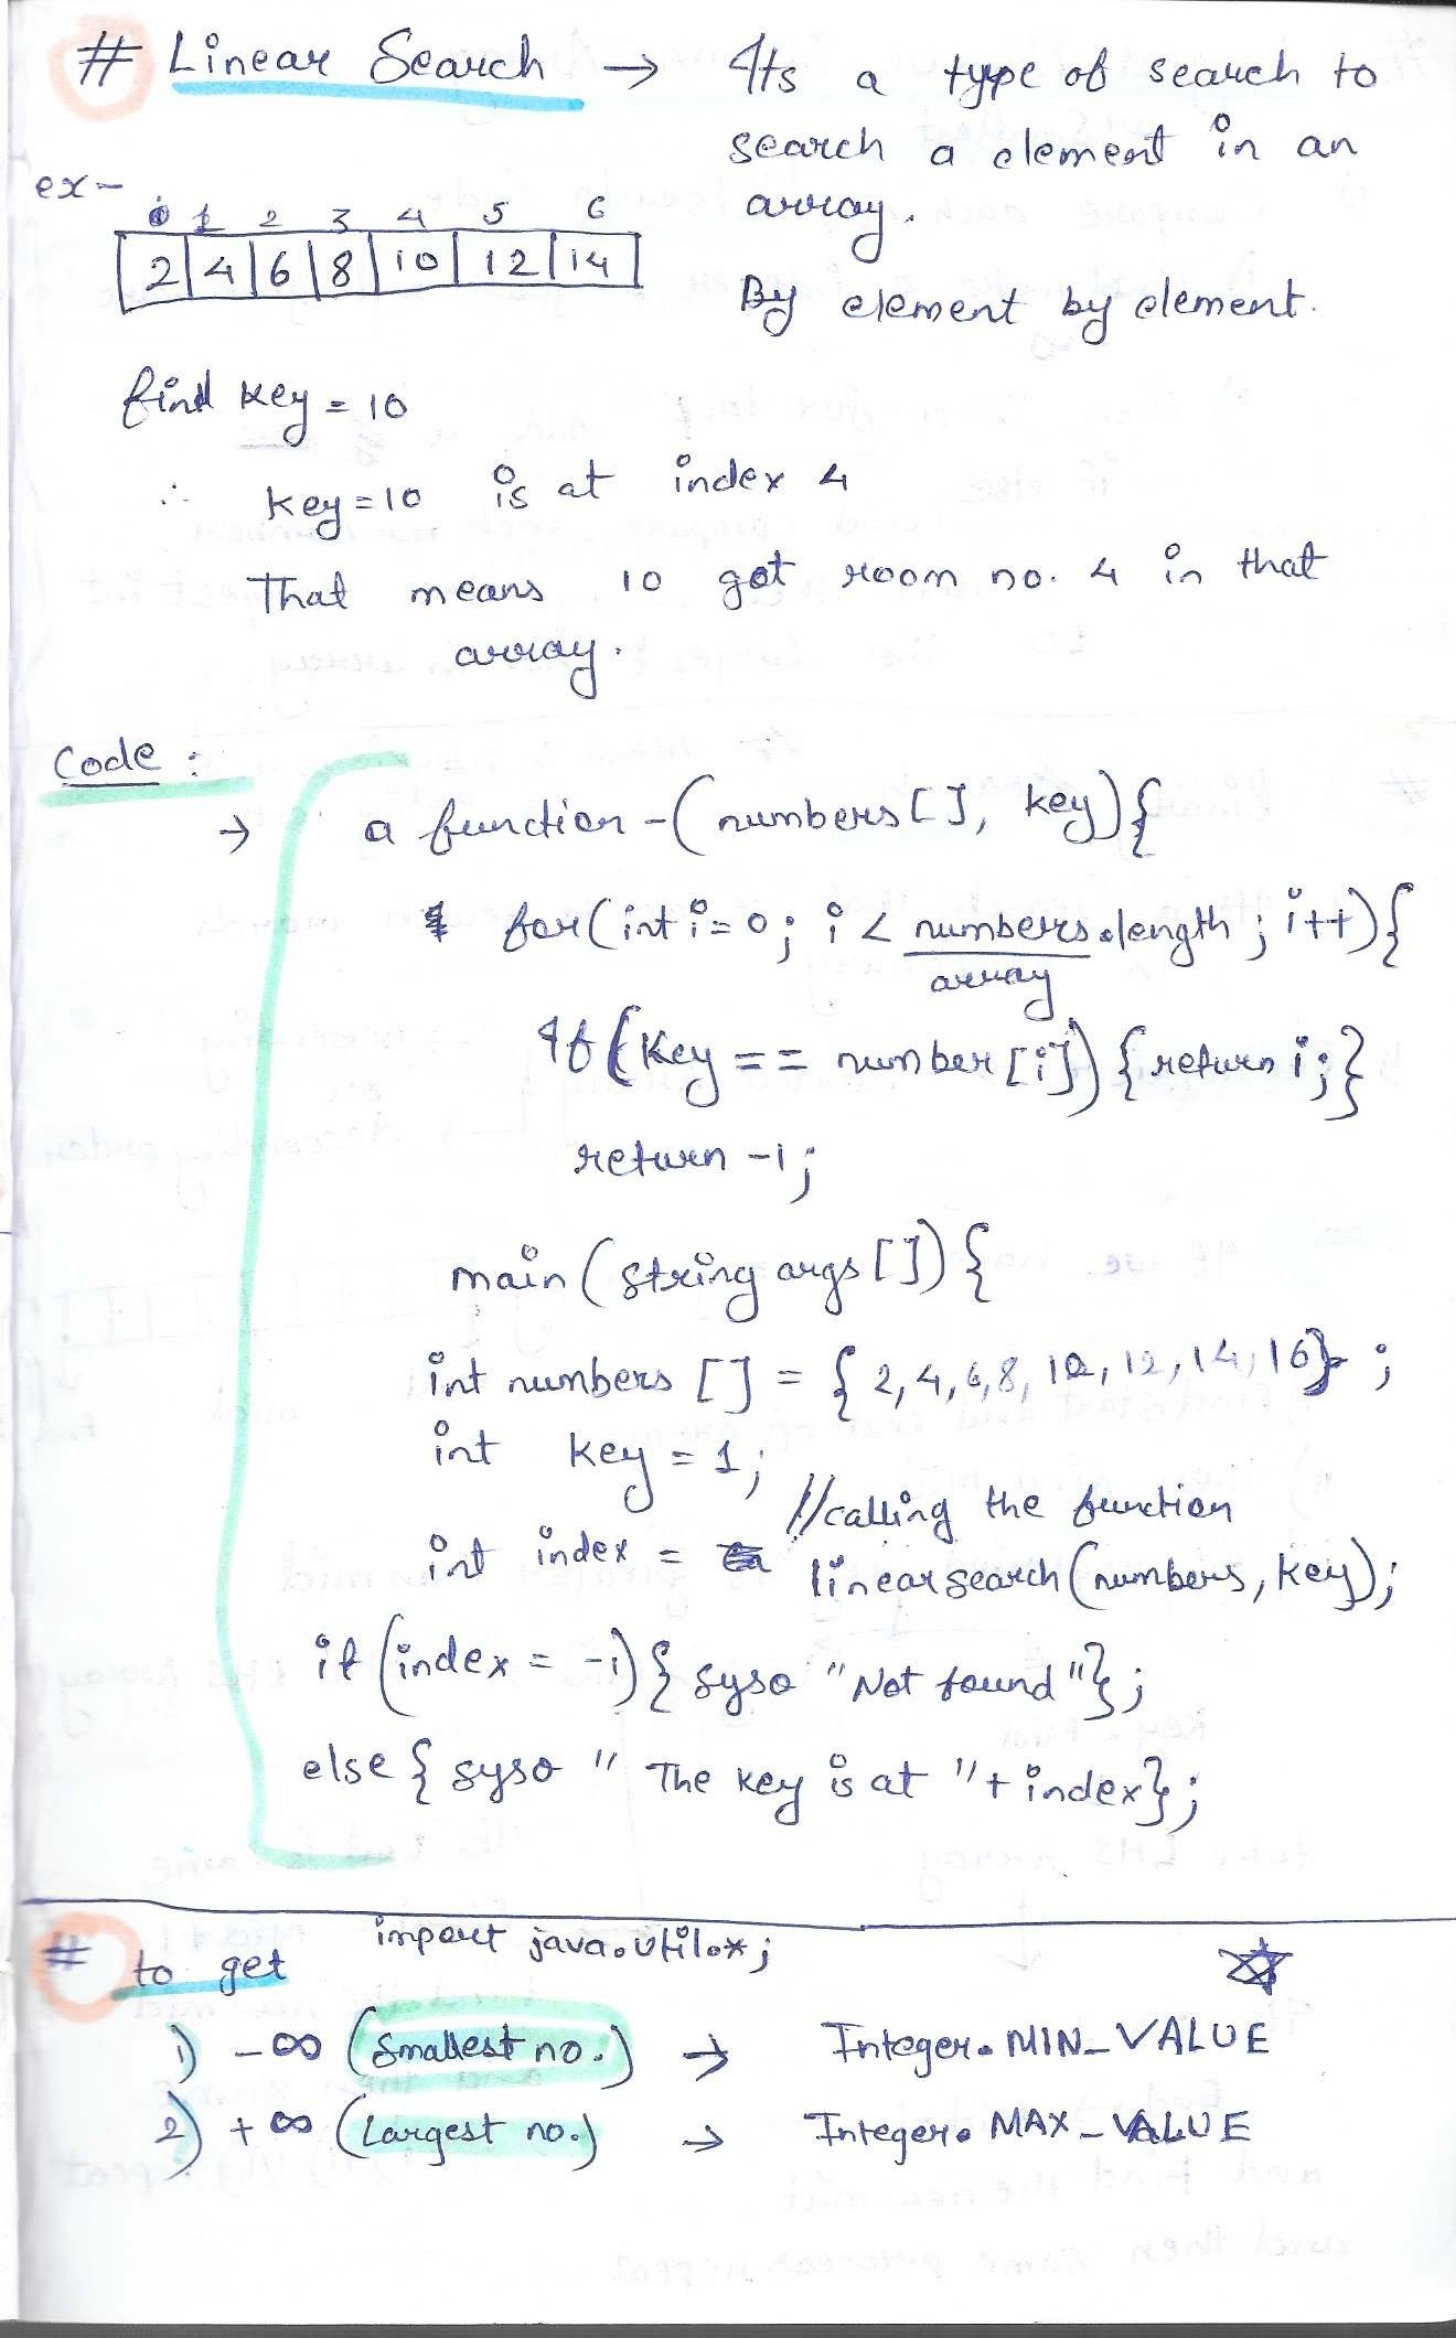 # Linear Search → Its a type of search to
search a element in an
array.
By element by element.
ex-
0 1 2 3 4 5 6
2 4 6 8 10 12 14
find key = 10
∴ key = 10 is at index 4
That means 10 got room no. 4 in that
array.
Code :
→ a function - (numbers [ ], key) {
for (int i = 0; i < numbers.length; i++) {
array
If (Key == number [i]) { return i; }
return -1;
main (string args [ ]) {
int numbers [ ] = { 2, 4, 6, 8, 10, 12, 14, 16 } ;
int key = 1;
//calling the function
int index = linearsearch (numbers, key);
if (index = -1) { syso "Not found" } ;
else { syso " The key is at " + index } ;
import java.util.*;
# to get
1) -∞ (Smallest no.) → Integer.MIN_VALUE
2) +∞ (Largest no.) → Integer.MAX_VALUE